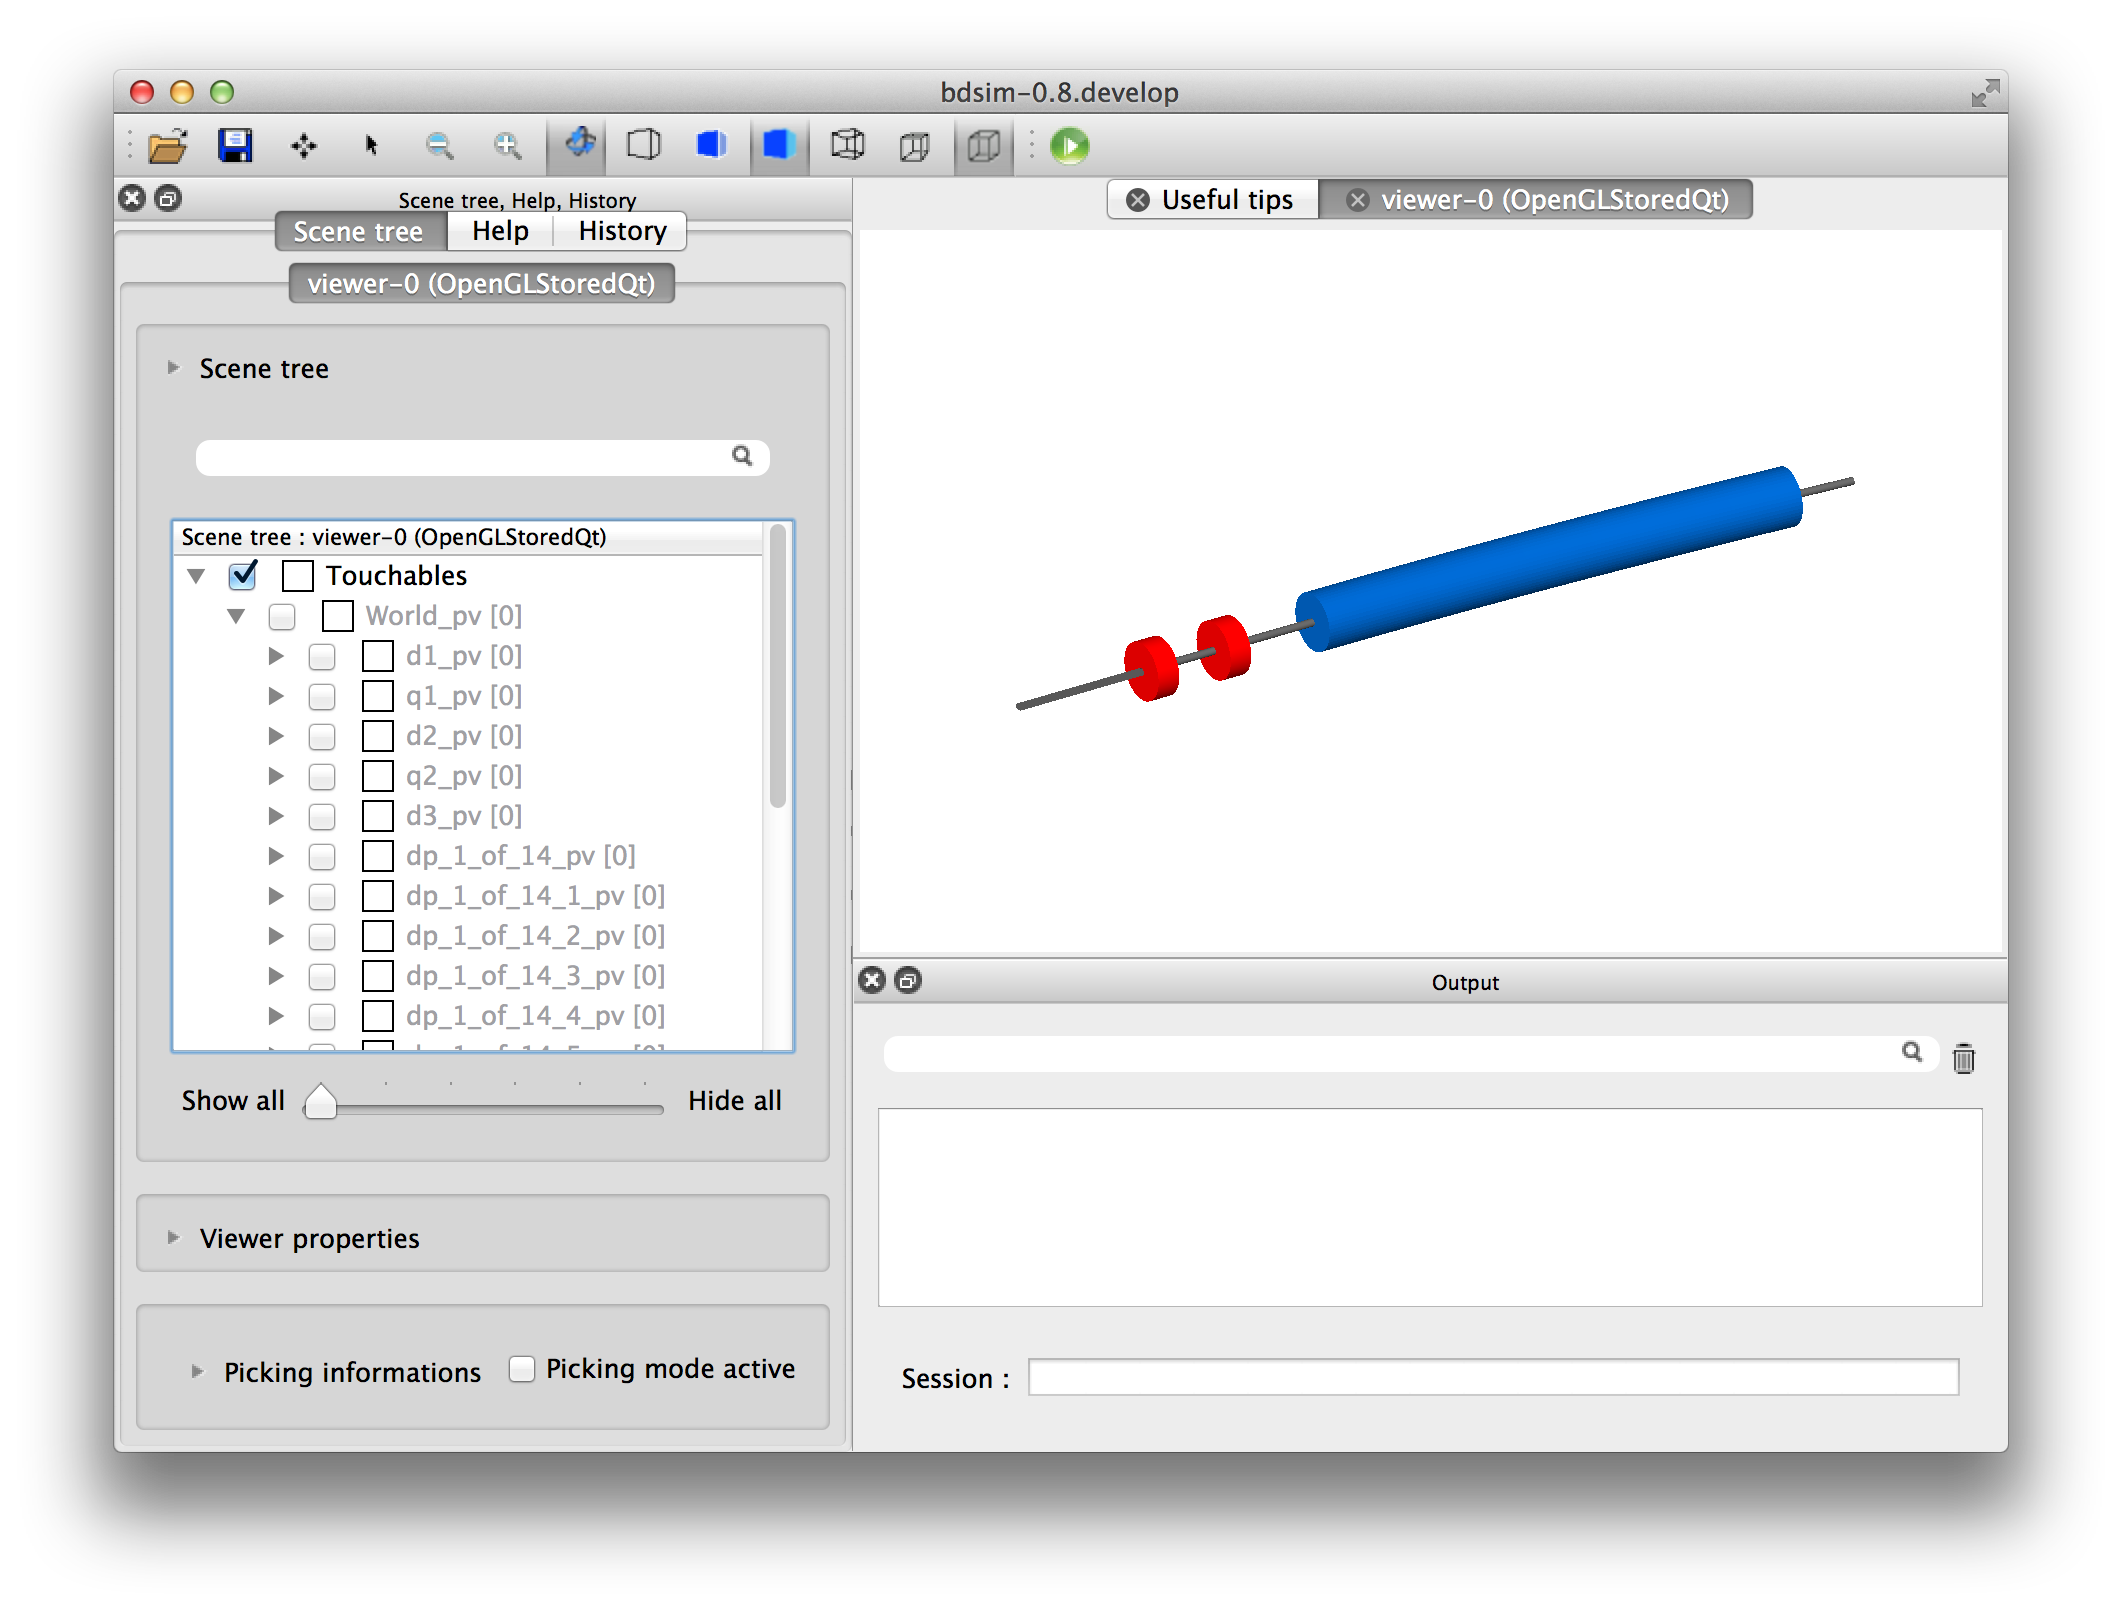 bdsim-0.8.develop
Scene tree, Help, History
Scene tree
Help
History
viewer-0 (OpenGLStoredQt)
Scene tree
Scene tree : viewer-0 (OpenGLStoredQt)
Touchables
World_pv [0]
d1_pv [0]
q1_pv [0]
d2_pv [0]
q2_pv [0]
d3_pv [0]
dp_1_of_14_pv [0]
dp_1_of_14_1_pv [0]
dp_1_of_14_2_pv [0]
dp_1_of_14_3_pv [0]
dp_1_of_14_4_pv [0]
Show all
Hide all
Viewer properties
Picking informations
Picking mode active
Useful tips
viewer-0 (OpenGLStoredQt)
Output
Session :